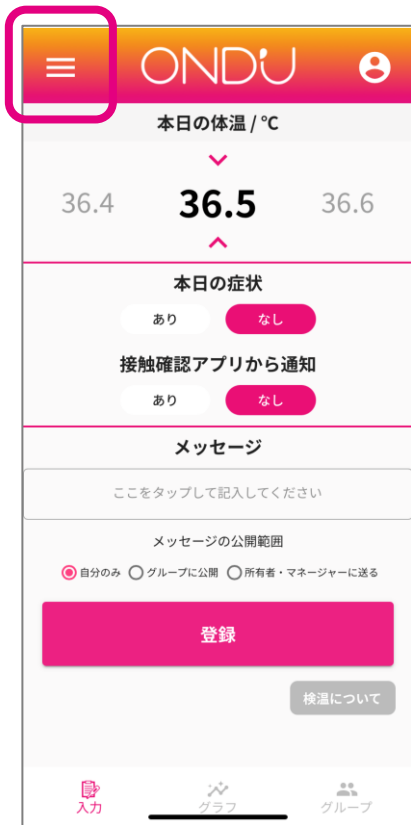 ONDU
本日の体温 / ℃
36.4 36.5 36.6
本日の症状
あり なし
接触確認アプリから通知
あり なし
メッセージ
ここをタップして記入してください
メッセージの公開範囲
自分のみ グループに公開 所有者・マネージャーに送る
登録
検温について
入力 グラフ グループ